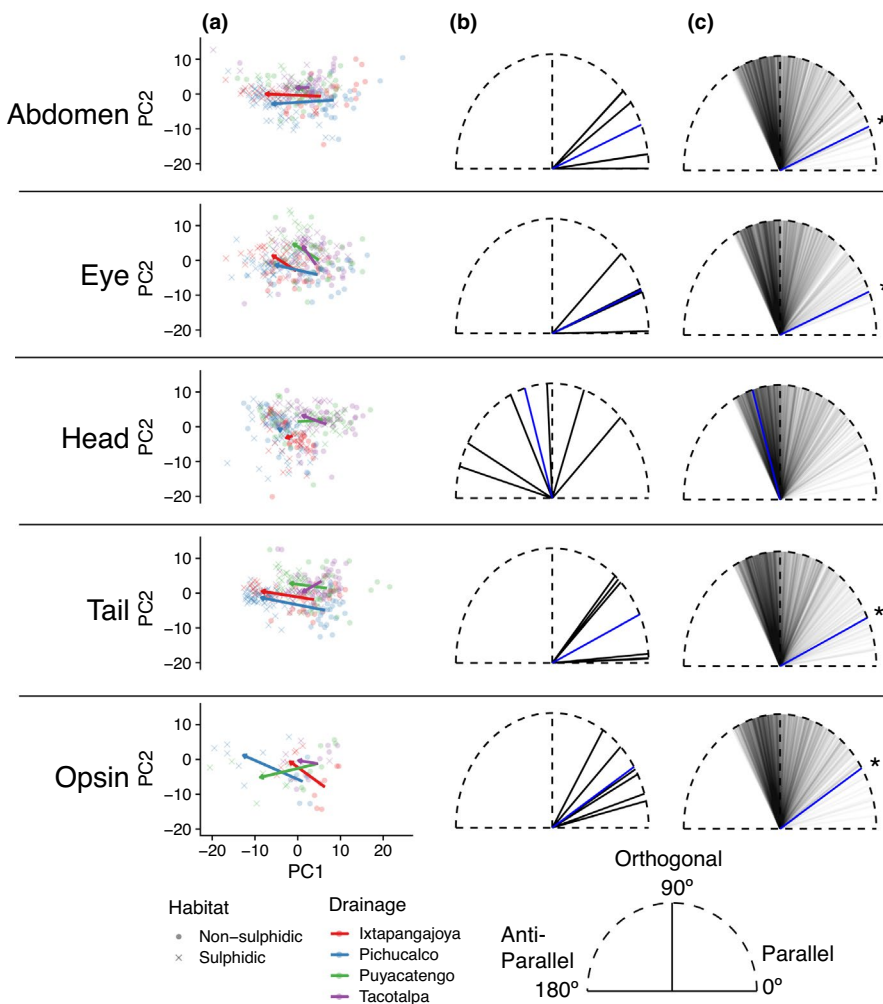 (a) (b) (c)
Abdomen PC2 10 0 −10 −20 *
Eye PC2 10 0 −10 −20 *
Head PC2 10 0 −10 −20
Tail PC2 10 0 −10 −20 *
Opsin PC2 10 0 −10 −20 *
−20 −10 0 10 20
PC1
Habitat
Non−sulphidic
Sulphidic
Drainage
Ixtapangajoya
Pichucalco
Puyacatengo
Tacotalpa
Orthogonal
90º
Anti-
Parallel
180º
Parallel
0º